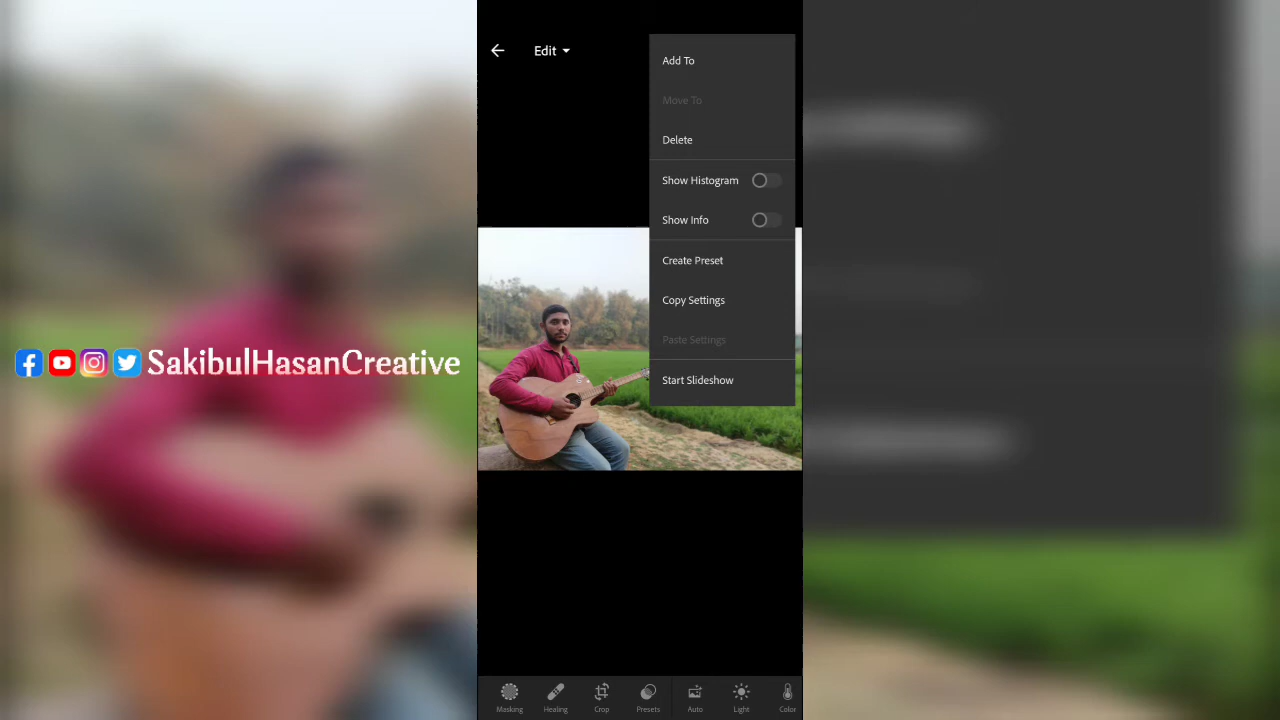 Edit
Add To
Move To
Delete
Show Histogram
Show Info
Create Preset
Copy Settings
Paste Settings
Start Slideshow
SakibulHasanCreative
Masking
Healing
Crop
Presets
Auto
Light
Color